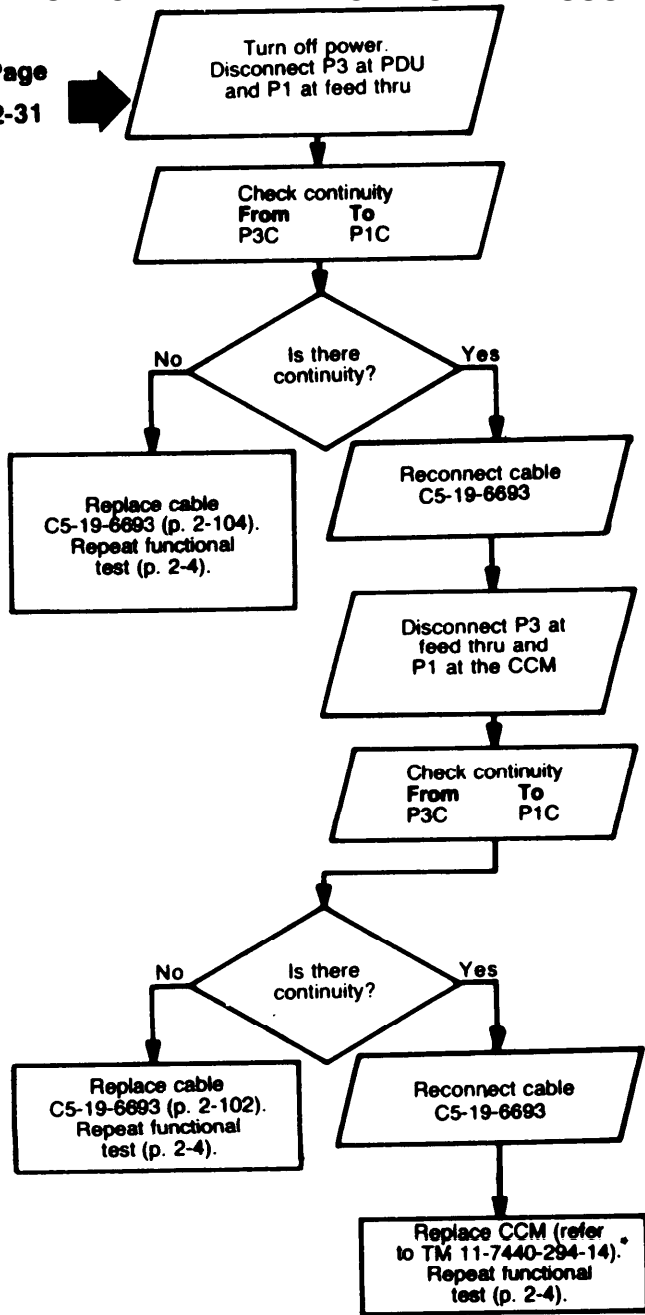 Page
2-31
Turn off power.
Disconnect P3 at PDU
and P1 at feed thru
Check continuity
From To
P3C P1C
Is there
continuity?
No
Yes
Replace cable
C5-19-6693 (p. 2-104).
Repeat functional
test (p. 2-4).
Reconnect cable
C5-19-6693
Disconnect P3 at
feed thru and
P1 at the CCM
Check continuity
From To
P3C P1C
Is there
continuity?
No
Yes
Replace cable
C5-19-6693 (p. 2-102).
Repeat functional
test (p. 2-4).
Reconnect cable
C5-19-6693
Replace CCM (refer
to TM 11-7440-294-14).*
Repeat functional
test (p. 2-4).